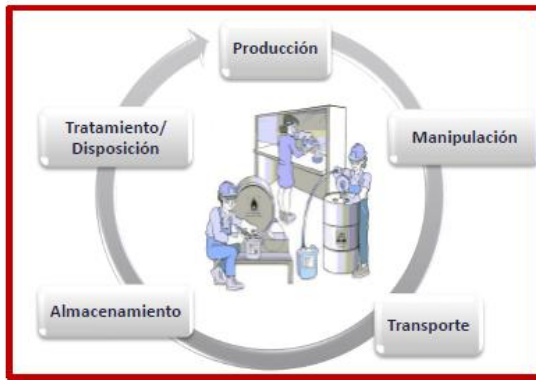 Producción
Manipulación
Transporte
Almacenamiento
Tratamiento/
Disposición